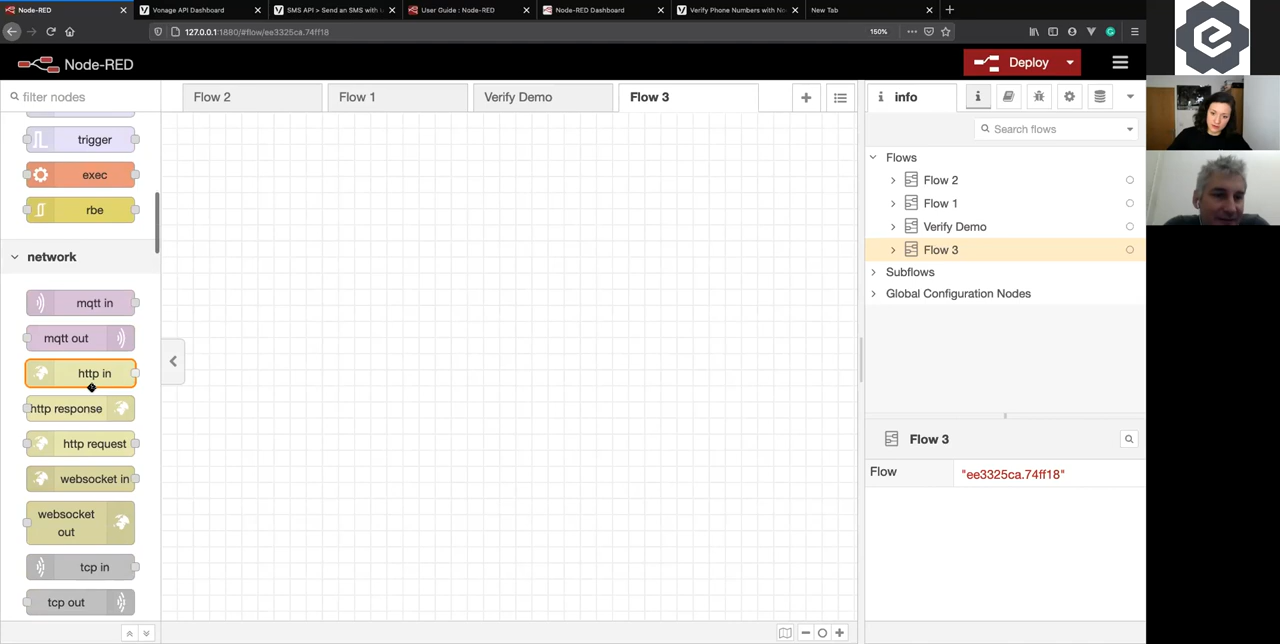 Node-RED
Vonage API Dashboard
SMS API > Send an SMS with
User Guide : Node-RED
Node-RED Dashboard
Verify Phone Numbers with No
New Tab
127.0.0.1:1880/#flow/ee3325ca.74ff18
150%
Node-RED
Deploy
filter nodes
Flow 2
Flow 1
Verify Demo
Flow 3
info
trigger
exec
rbe
network
mqtt in
mqtt out
http in
http response
http request
websocket in
websocket
out
tcp in
tcp out
Search flows
Flows
Flow 2
Flow 1
Verify Demo
Flow 3
Subflows
Global Configuration Nodes
Flow 3
Flow
"ee3325ca.74ff18"